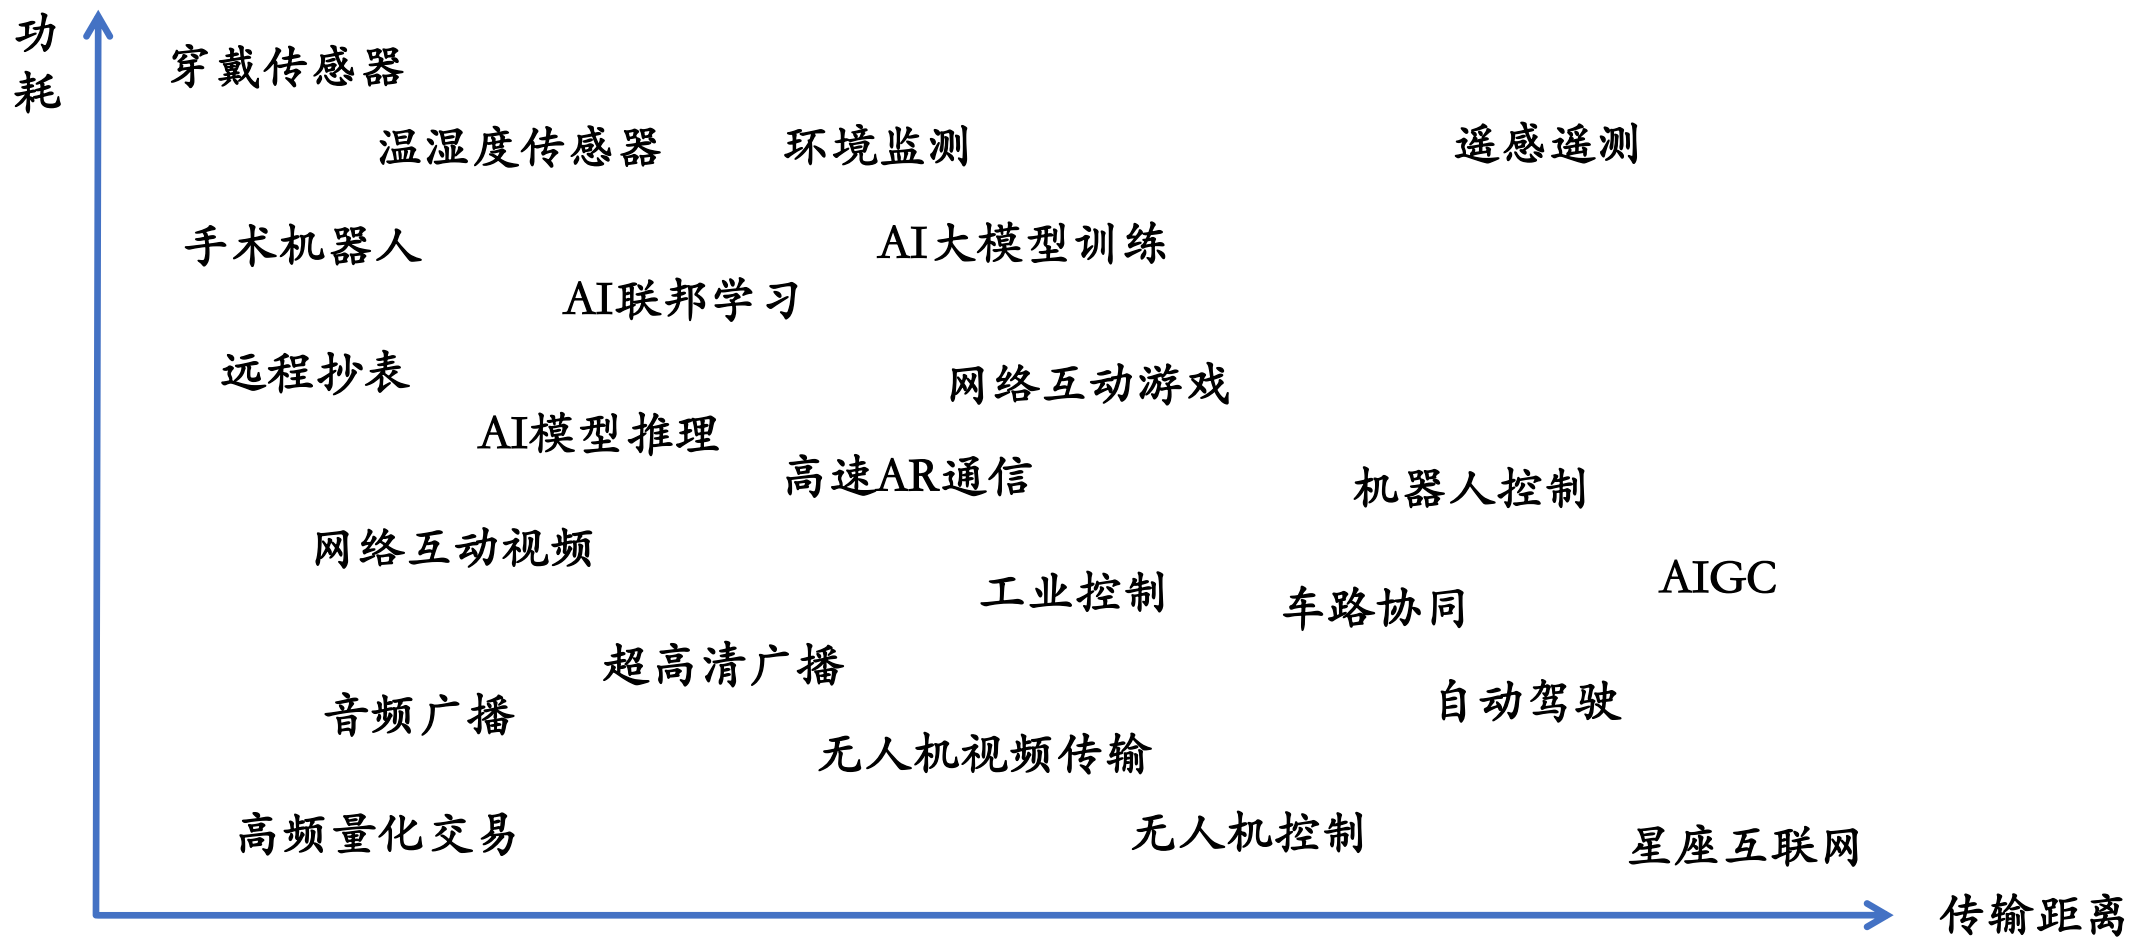 功
耗
穿戴传感器
温湿度传感器
环境监测
遥感遥测
手术机器人
AI大模型训练
AI联邦学习
远程抄表
网络互动游戏
AI模型推理
高速AR通信
机器人控制
网络互动视频
工业控制
车路协同
AIGC
超高清广播
音频广播
自动驾驶
无人机视频传输
高频量化交易
无人机控制
星座互联网
传输距离